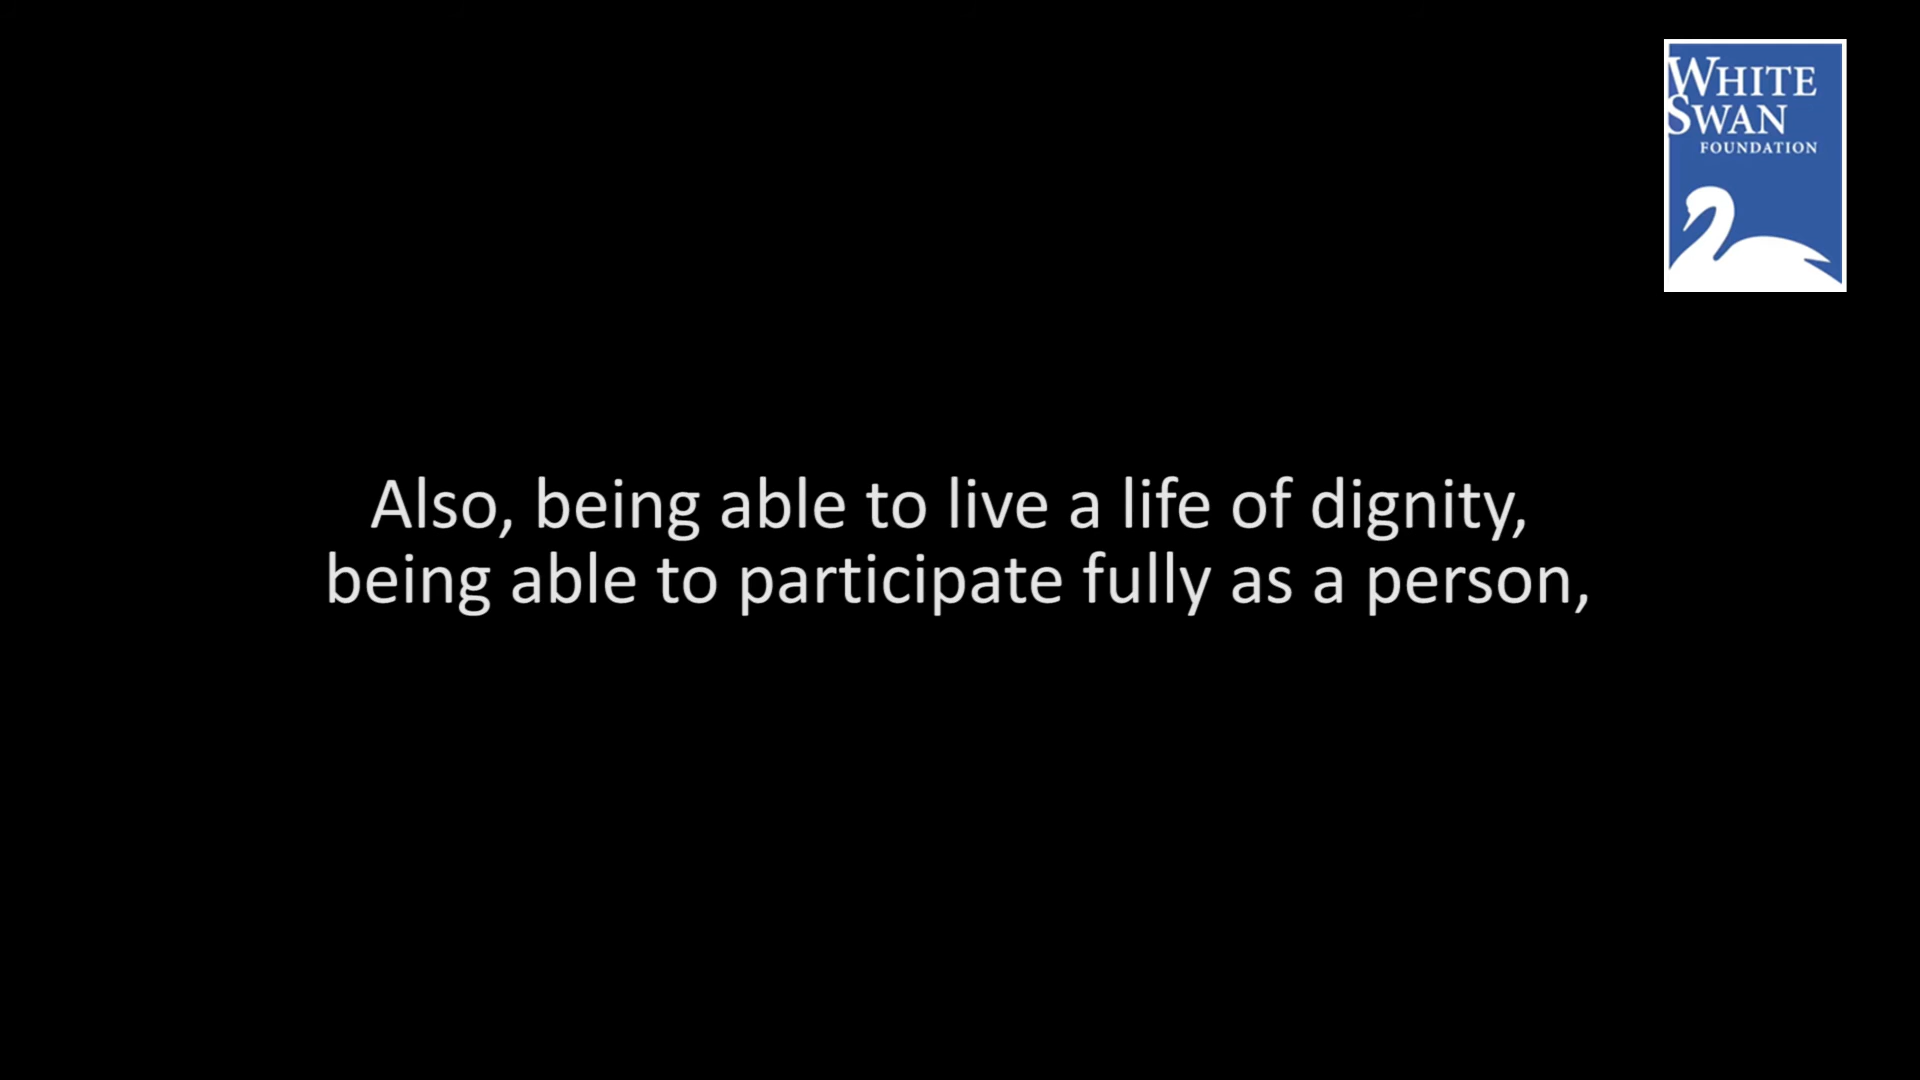 WHITE
SWAN
FOUNDATION
Also, being able to live a life of dignity,
being able to participate fully as a person,